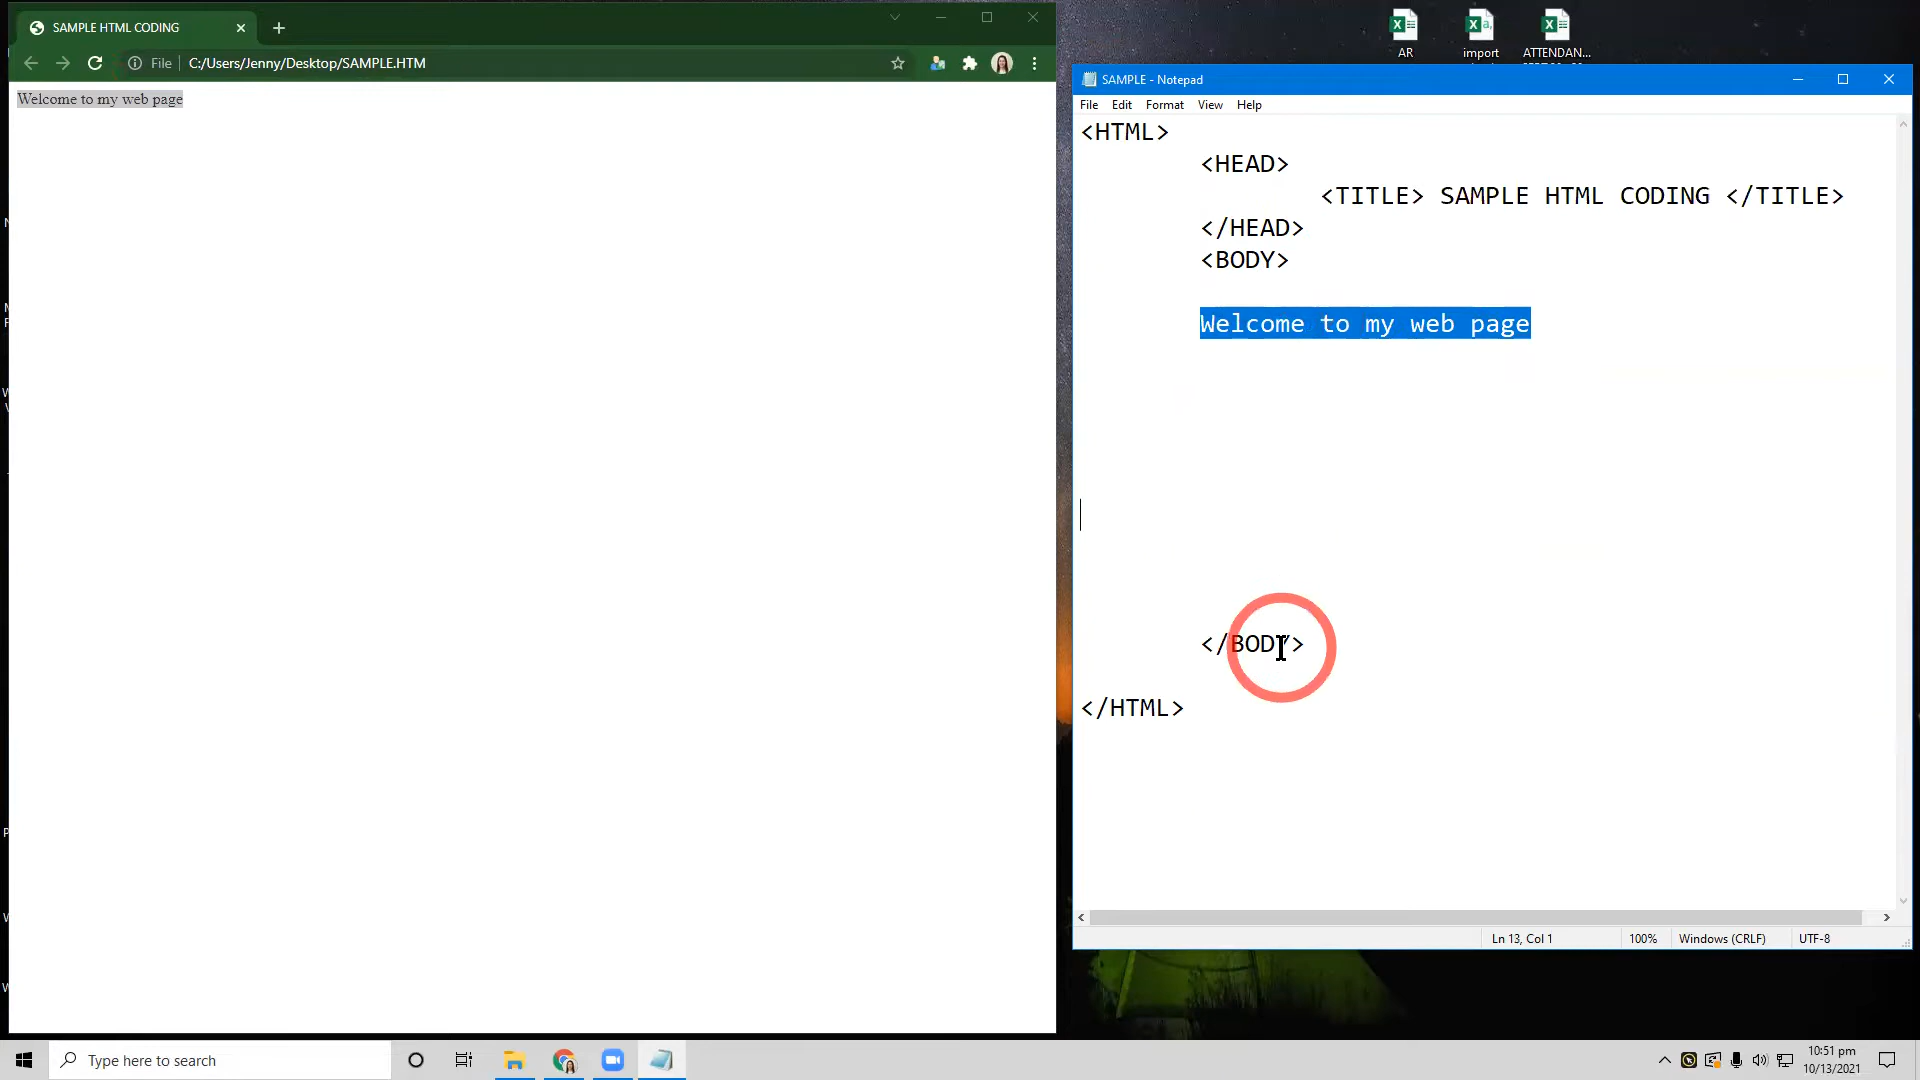 SAMPLE HTML CODING
File C:/Users/Jenny/Desktop/SAMPLE.HTM
Welcome to my web page
AR
import
ATTENDAN...
SAMPLE - Notepad
File Edit Format View Help
<HTML>
<HEAD>
<TITLE> SAMPLE HTML CODING </TITLE>
</HEAD>
<BODY>
Welcome to my web page
</BODY>
</HTML>
Ln 13, Col 1 100% Windows (CRLF) UTF-8
Type here to search
10:51 pm
10/13/2021